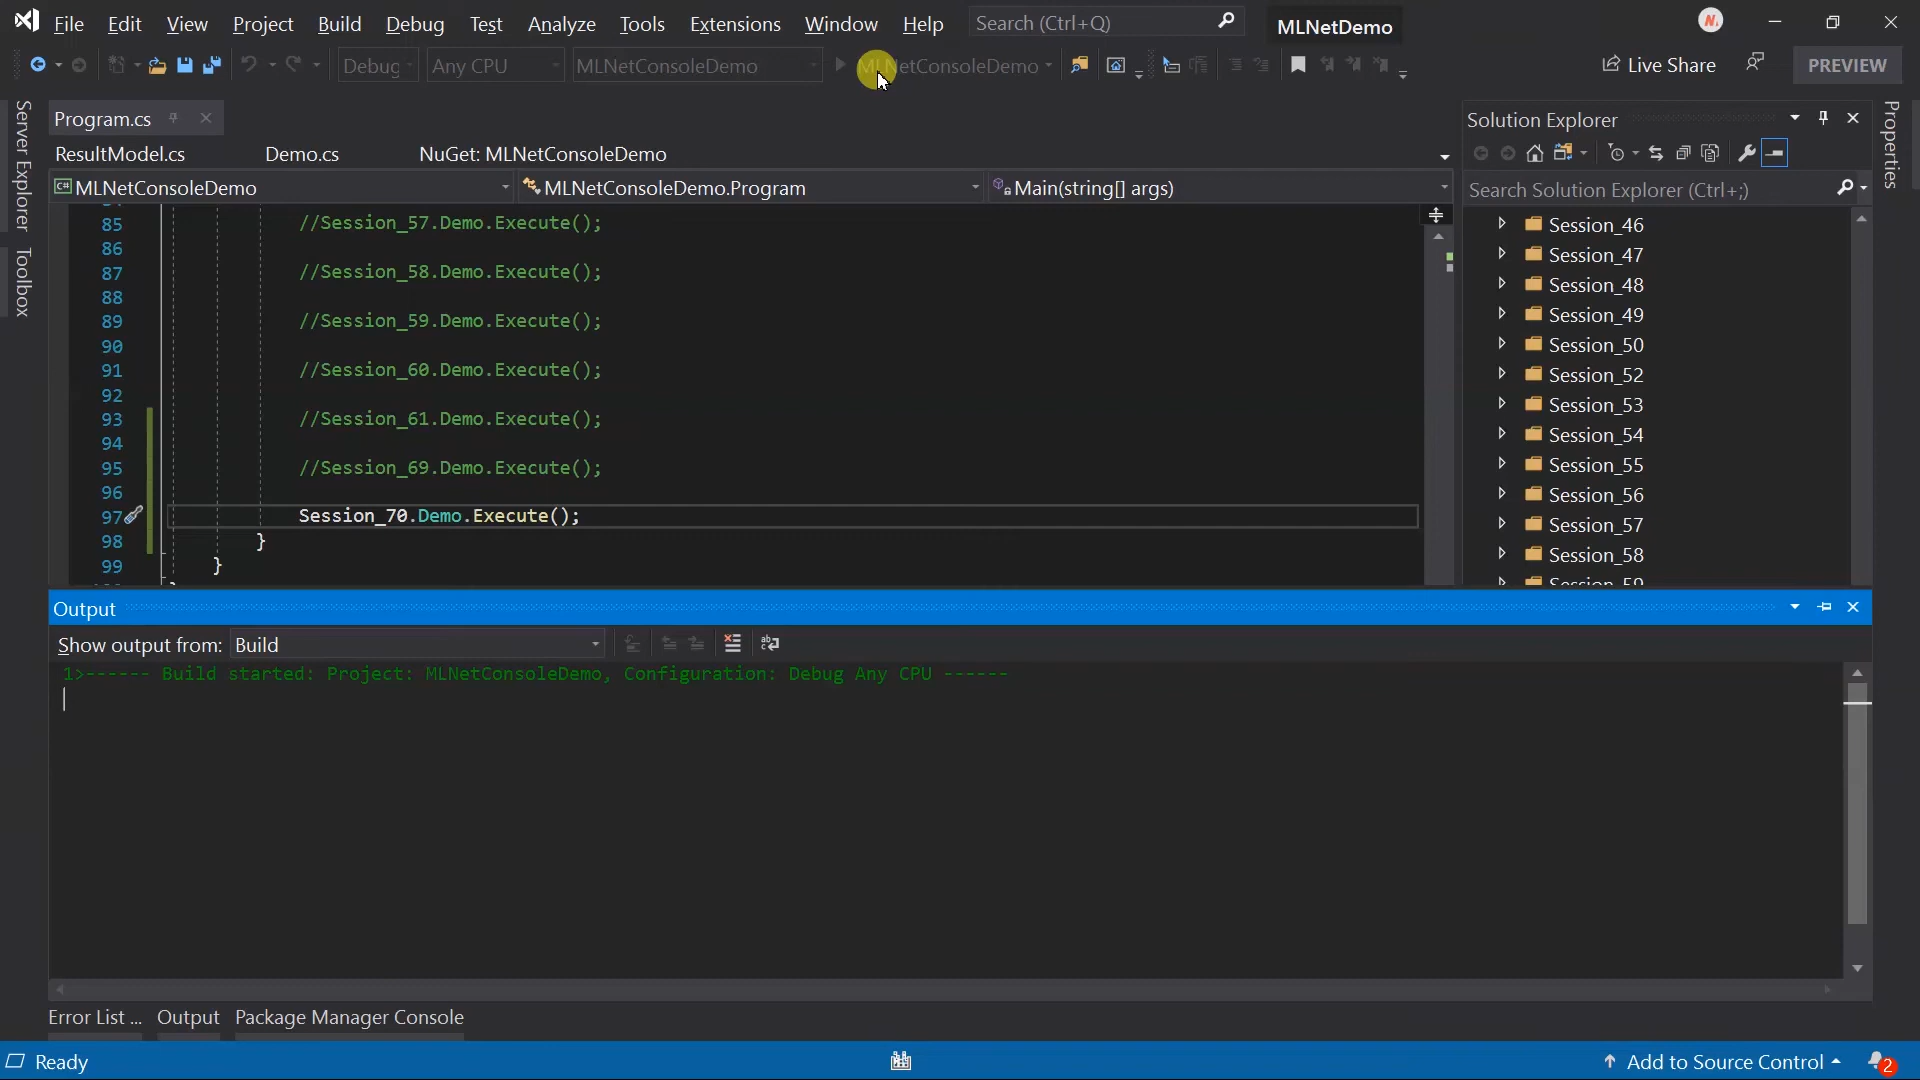 File Edit View Project Build Debug Test Analyze Tools Extensions Window Help Search (Ctrl+Q) MLNetDemo
Debug Any CPU MLNetConsoleDemo MLNetConsoleDemo Live Share PREVIEW
Server Explorer
Toolbox
Program.cs
ResultModel.cs Demo.cs NuGet: MLNetConsoleDemo
MLNetConsoleDemo MLNetConsoleDemo.Program Main(string[] args)
85 //Session_57.Demo.Execute();
86
87 //Session_58.Demo.Execute();
88
89 //Session_59.Demo.Execute();
90
91 //Session_60.Demo.Execute();
92
93 //Session_61.Demo.Execute();
94
95 //Session_69.Demo.Execute();
96
97 Session_70.Demo.Execute();
98 }
99 }
Solution Explorer
Search Solution Explorer (Ctrl+;)
Session_46
Session_47
Session_48
Session_49
Session_50
Session_52
Session_53
Session_54
Session_55
Session_56
Session_57
Session_58
Session_59
Properties
Output
Show output from: Build
1>------ Build started: Project: MLNetConsoleDemo, Configuration: Debug Any CPU ------
Error List ... Output Package Manager Console
Ready Add to Source Control 2